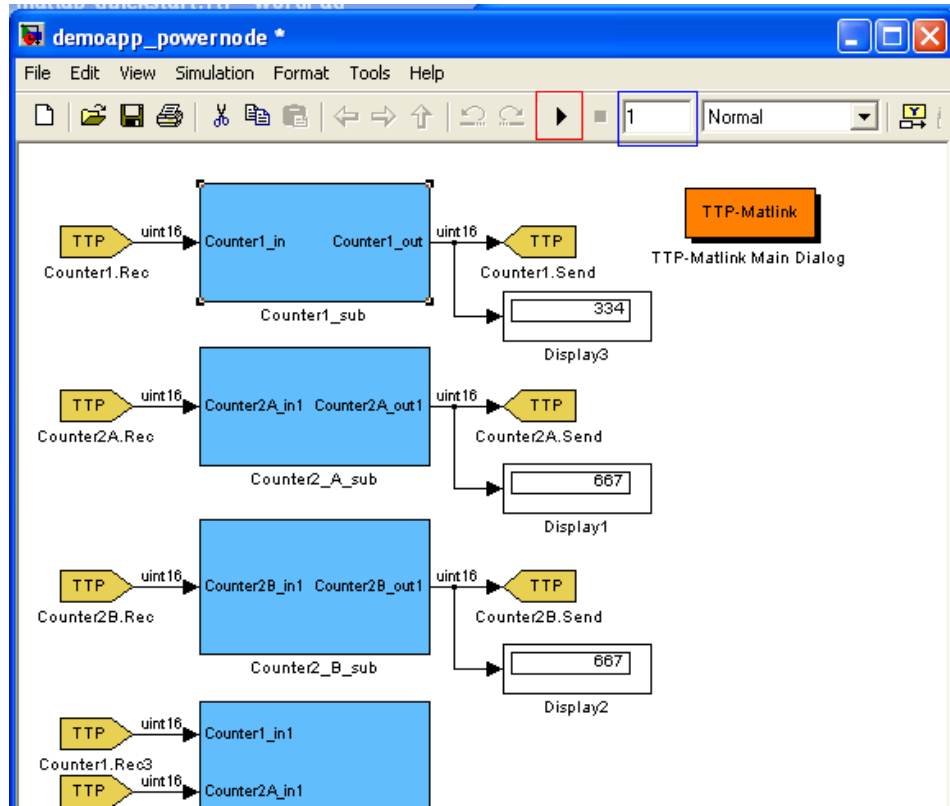 demoapp_powernode *
File Edit View Simulation Format Tools Help
1 Normal
TTP uint16 Counter1_in Counter1_out uint16 TTP
Counter1.Rec
Counter1.Send
Counter1_sub
334
Display3
TTP-Matlink
TTP-Matlink Main Dialog
TTP uint16 Counter2A_in1 Counter2A_out1 uint16 TTP
Counter2A.Rec
Counter2A.Send
Counter2_A_sub
667
Display1
TTP uint16 Counter2B_in1 Counter2B_out1 uint16 TTP
Counter2B.Rec
Counter2B.Send
Counter2_B_sub
667
Display2
TTP uint16 Counter1_in1
Counter1.Rec3
TTP uint16 Counter2A_in1